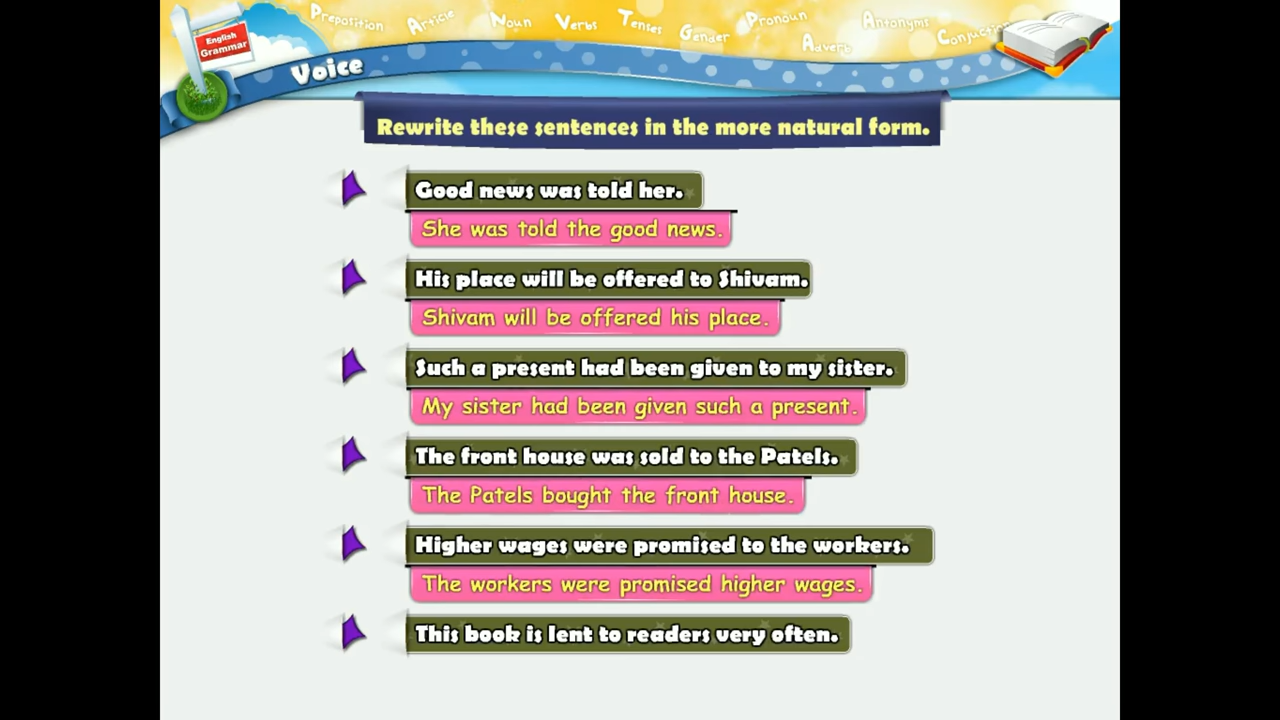 Preposition
Article
Noun
Verbs
Tenses
Gender
Pronoun
Adverb
Antonyms
English
Grammar
Voice
Rewrite these sentences in the more natural form.
Good news was told her.
She was told the good news.
His place will be offered to Shivam.
Shivam will be offered his place.
Such a present had been given to my sister.
My sister had been given such a present.
The front house was sold to the Patels.
The Patels bought the front house.
Higher wages were promised to the workers.
The workers were promised higher wages.
This book is lent to readers very often.